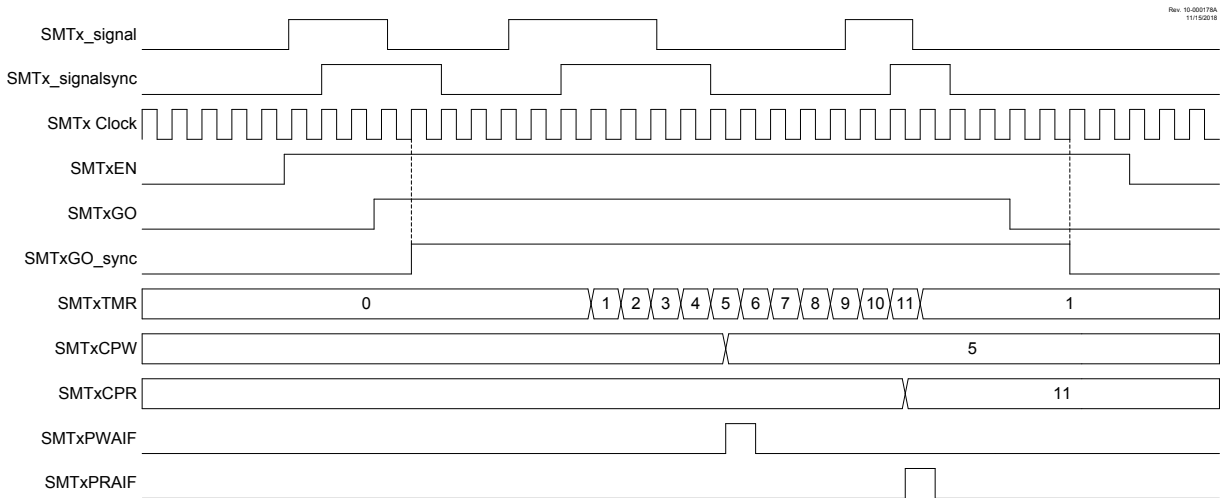 Rev. 10-000178A
11/15/2018
SMTx_signal
SMTx_signalsync
SMTx Clock
SMTxEN
SMTxGO
SMTxGO_sync
SMTxTMR 0 1 2 3 4 5 6 7 8 9 10 11 1
SMTxCPW 5
SMTxCPR 11
SMTxPWAIF
SMTxPRAIF